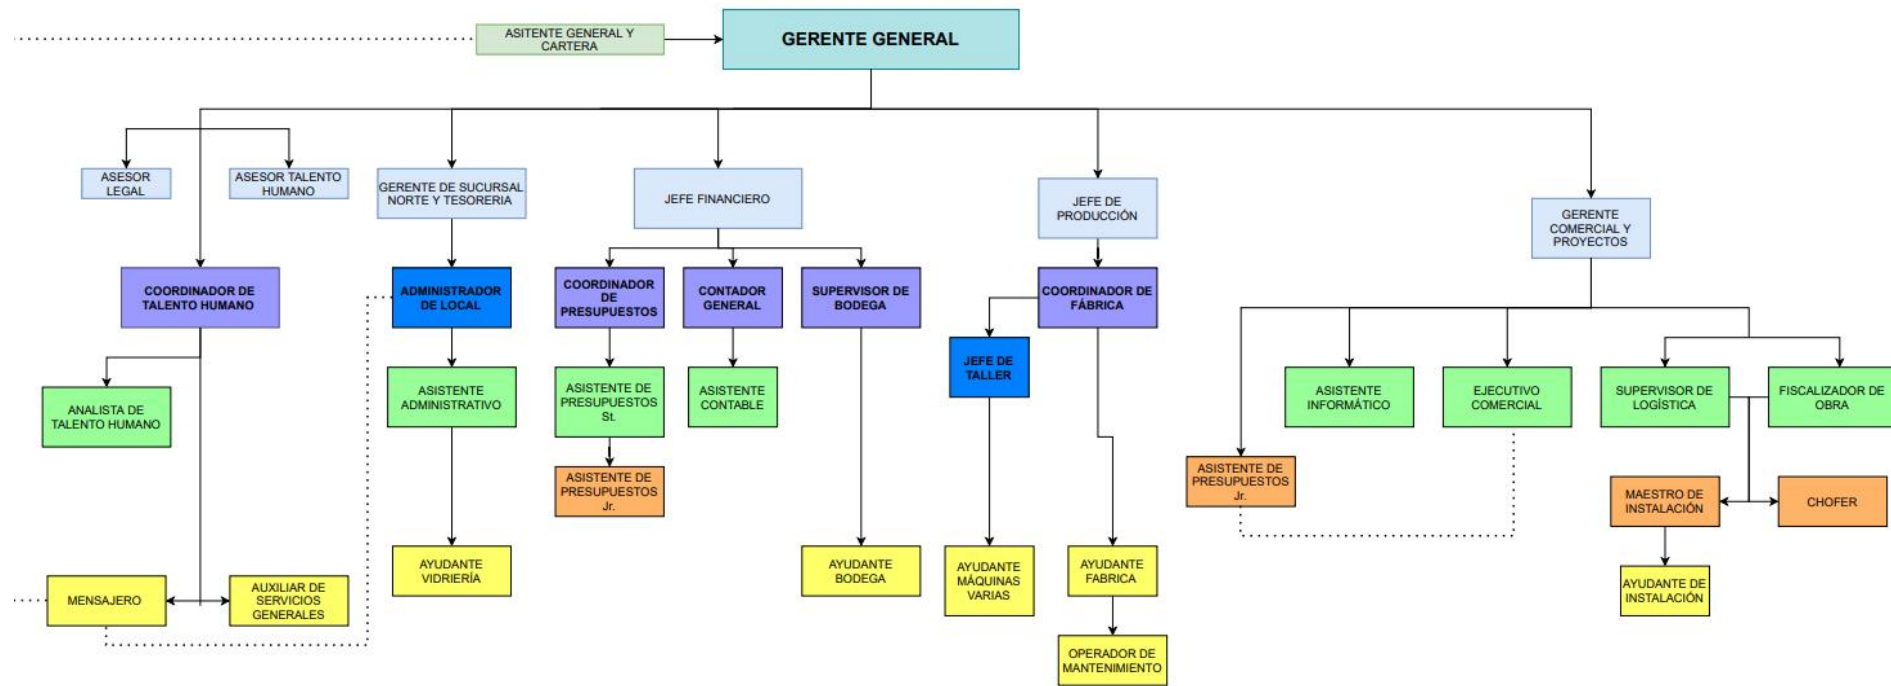 ASITENTE GENERAL Y
CARTERA
GERENTE GENERAL
ASESOR
LEGAL
ASESOR TALENTO
HUMANO
GERENTE DE SUCURSAL
NORTE Y TESORERIA
JEFE FINANCIERO
JEFE DE
PRODUCCIÓN
GERENTE
COMERCIAL Y
PROYECTOS
COORDINADOR DE
TALENTO HUMANO
ADMINISTRADOR
DE LOCAL
COORDINADOR
DE
PRESUPUESTOS
CONTADOR
GENERAL
SUPERVISOR DE
BODEGA
COORDINADOR DE
FÁBRICA
JEFE DE
TALLER
ANALISTA DE
TALENTO HUMANO
ASISTENTE
ADMINISTRATIVO
ASISTENTE DE
PRESUPUESTOS
St.
ASISTENTE
CONTABLE
ASISTENTE
INFORMÁTICO
EJECUTIVO
COMERCIAL
SUPERVISOR DE
LOGÍSTICA
FISCALIZADOR DE
OBRA
ASISTENTE DE
PRESUPUESTOS
Jr.
ASISTENTE DE
PRESUPUESTOS
Jr.
MAESTRO DE
INSTALACIÓN
CHOFER
MENSAJERO
AUXILIAR DE
SERVICIOS
GENERALES
AYUDANTE
VIDRIERÍA
AYUDANTE
BODEGA
AYUDANTE
MÁQUINAS
VARIAS
AYUDANTE
FABRICA
AYUDANTE DE
INSTALACIÓN
OPERADOR DE
MANTENIMIENTO